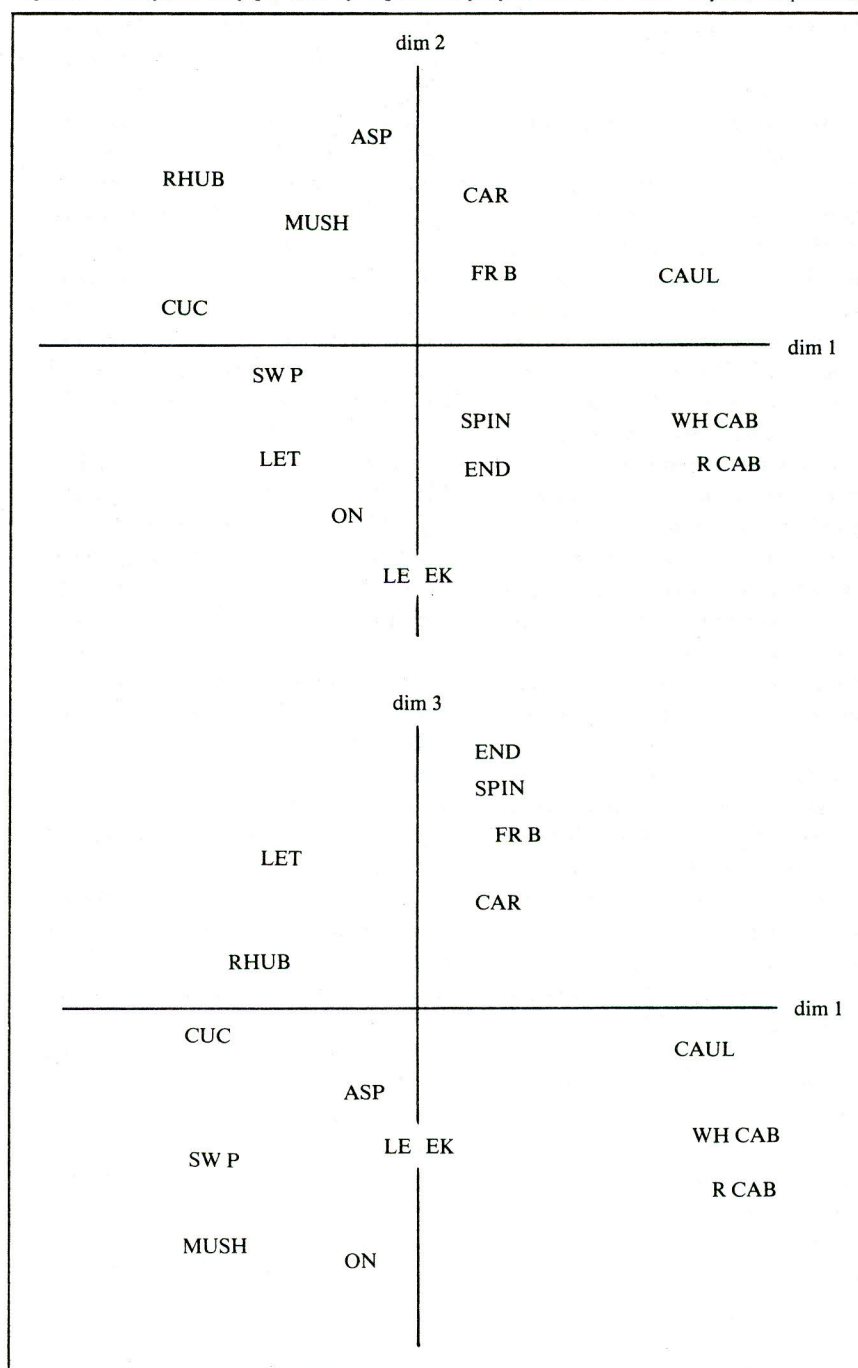 dim 2
ASP
RHUB
CAR
MUSH
FR B
CAUL
CUC
dim 1
SW P
SPIN
WH CAB
LET
END
R CAB
ON
LE EK
dim 3
END
SPIN
FR B
LET
CAR
RHUB
dim 1
CUC
CAUL
ASP
WH CAB
LE EK
SW P
R CAB
MUSH
ON